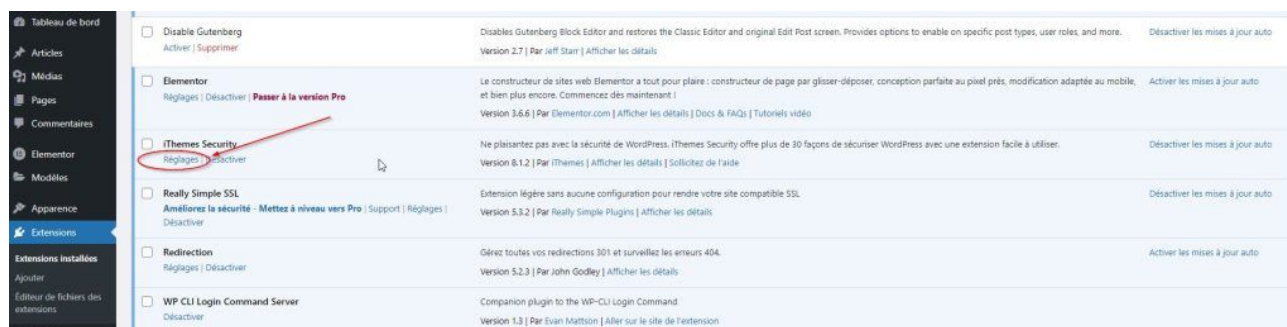 Tableau de bord
Articles
Médias
Pages
Commentaires
Elementor
Modèles
Apparence
Extensions
Extensions installées
Ajouter
Éditeur de fichiers des
extensions
Disable Gutenberg
Activer | Supprimer
Disables Gutenberg Block Editor and restores the Classic Editor and original Edit Post screen. Provides options to enable on specific post types, user roles, and more.
Version 2.7 | Par Jeff Starr | Afficher les détails
Désactiver les mises à jour auto
Elementor
Réglages | Désactiver | Passer à la version Pro
Le constructeur de sites web Elementor a tout pour plaire : constructeur de page par glisser-déposer, conception parfaite au pixel près, modification adaptée au mobile,
et bien plus encore. Commencez dès maintenant !
Version 3.6.6 | Par Elementor.com | Afficher les détails | Docs & FAQs | Tutoriels vidéo
Activer les mises à jour auto
iThemes Security
Réglages | Désactiver
Ne plaisantez pas avec la sécurité de WordPress. iThemes Security offre plus de 30 façons de sécuriser WordPress avec une extension facile à utiliser.
Version 8.1.2 | Par iThemes | Afficher les détails | Sollicitez de l'aide
Désactiver les mises à jour auto
Really Simple SSL
Améliorez la sécurité - Mettez à niveau vers Pro | Support | Réglages |
Désactiver
Extension légère sans aucune configuration pour rendre votre site compatible SSL
Version 5.3.2 | Par Really Simple Plugins | Afficher les détails
Désactiver les mises à jour auto
Redirection
Réglages | Désactiver
Gérez toutes vos redirections 301 et surveillez les erreurs 404.
Version 5.2.3 | Par John Godley | Afficher les détails
Activer les mises à jour auto
WP CLI Login Command Server
Désactiver
Companion plugin to the WP-CLI Login Command
Version 1.3 | Par Evan Mattson | Aller sur le site de l'extension